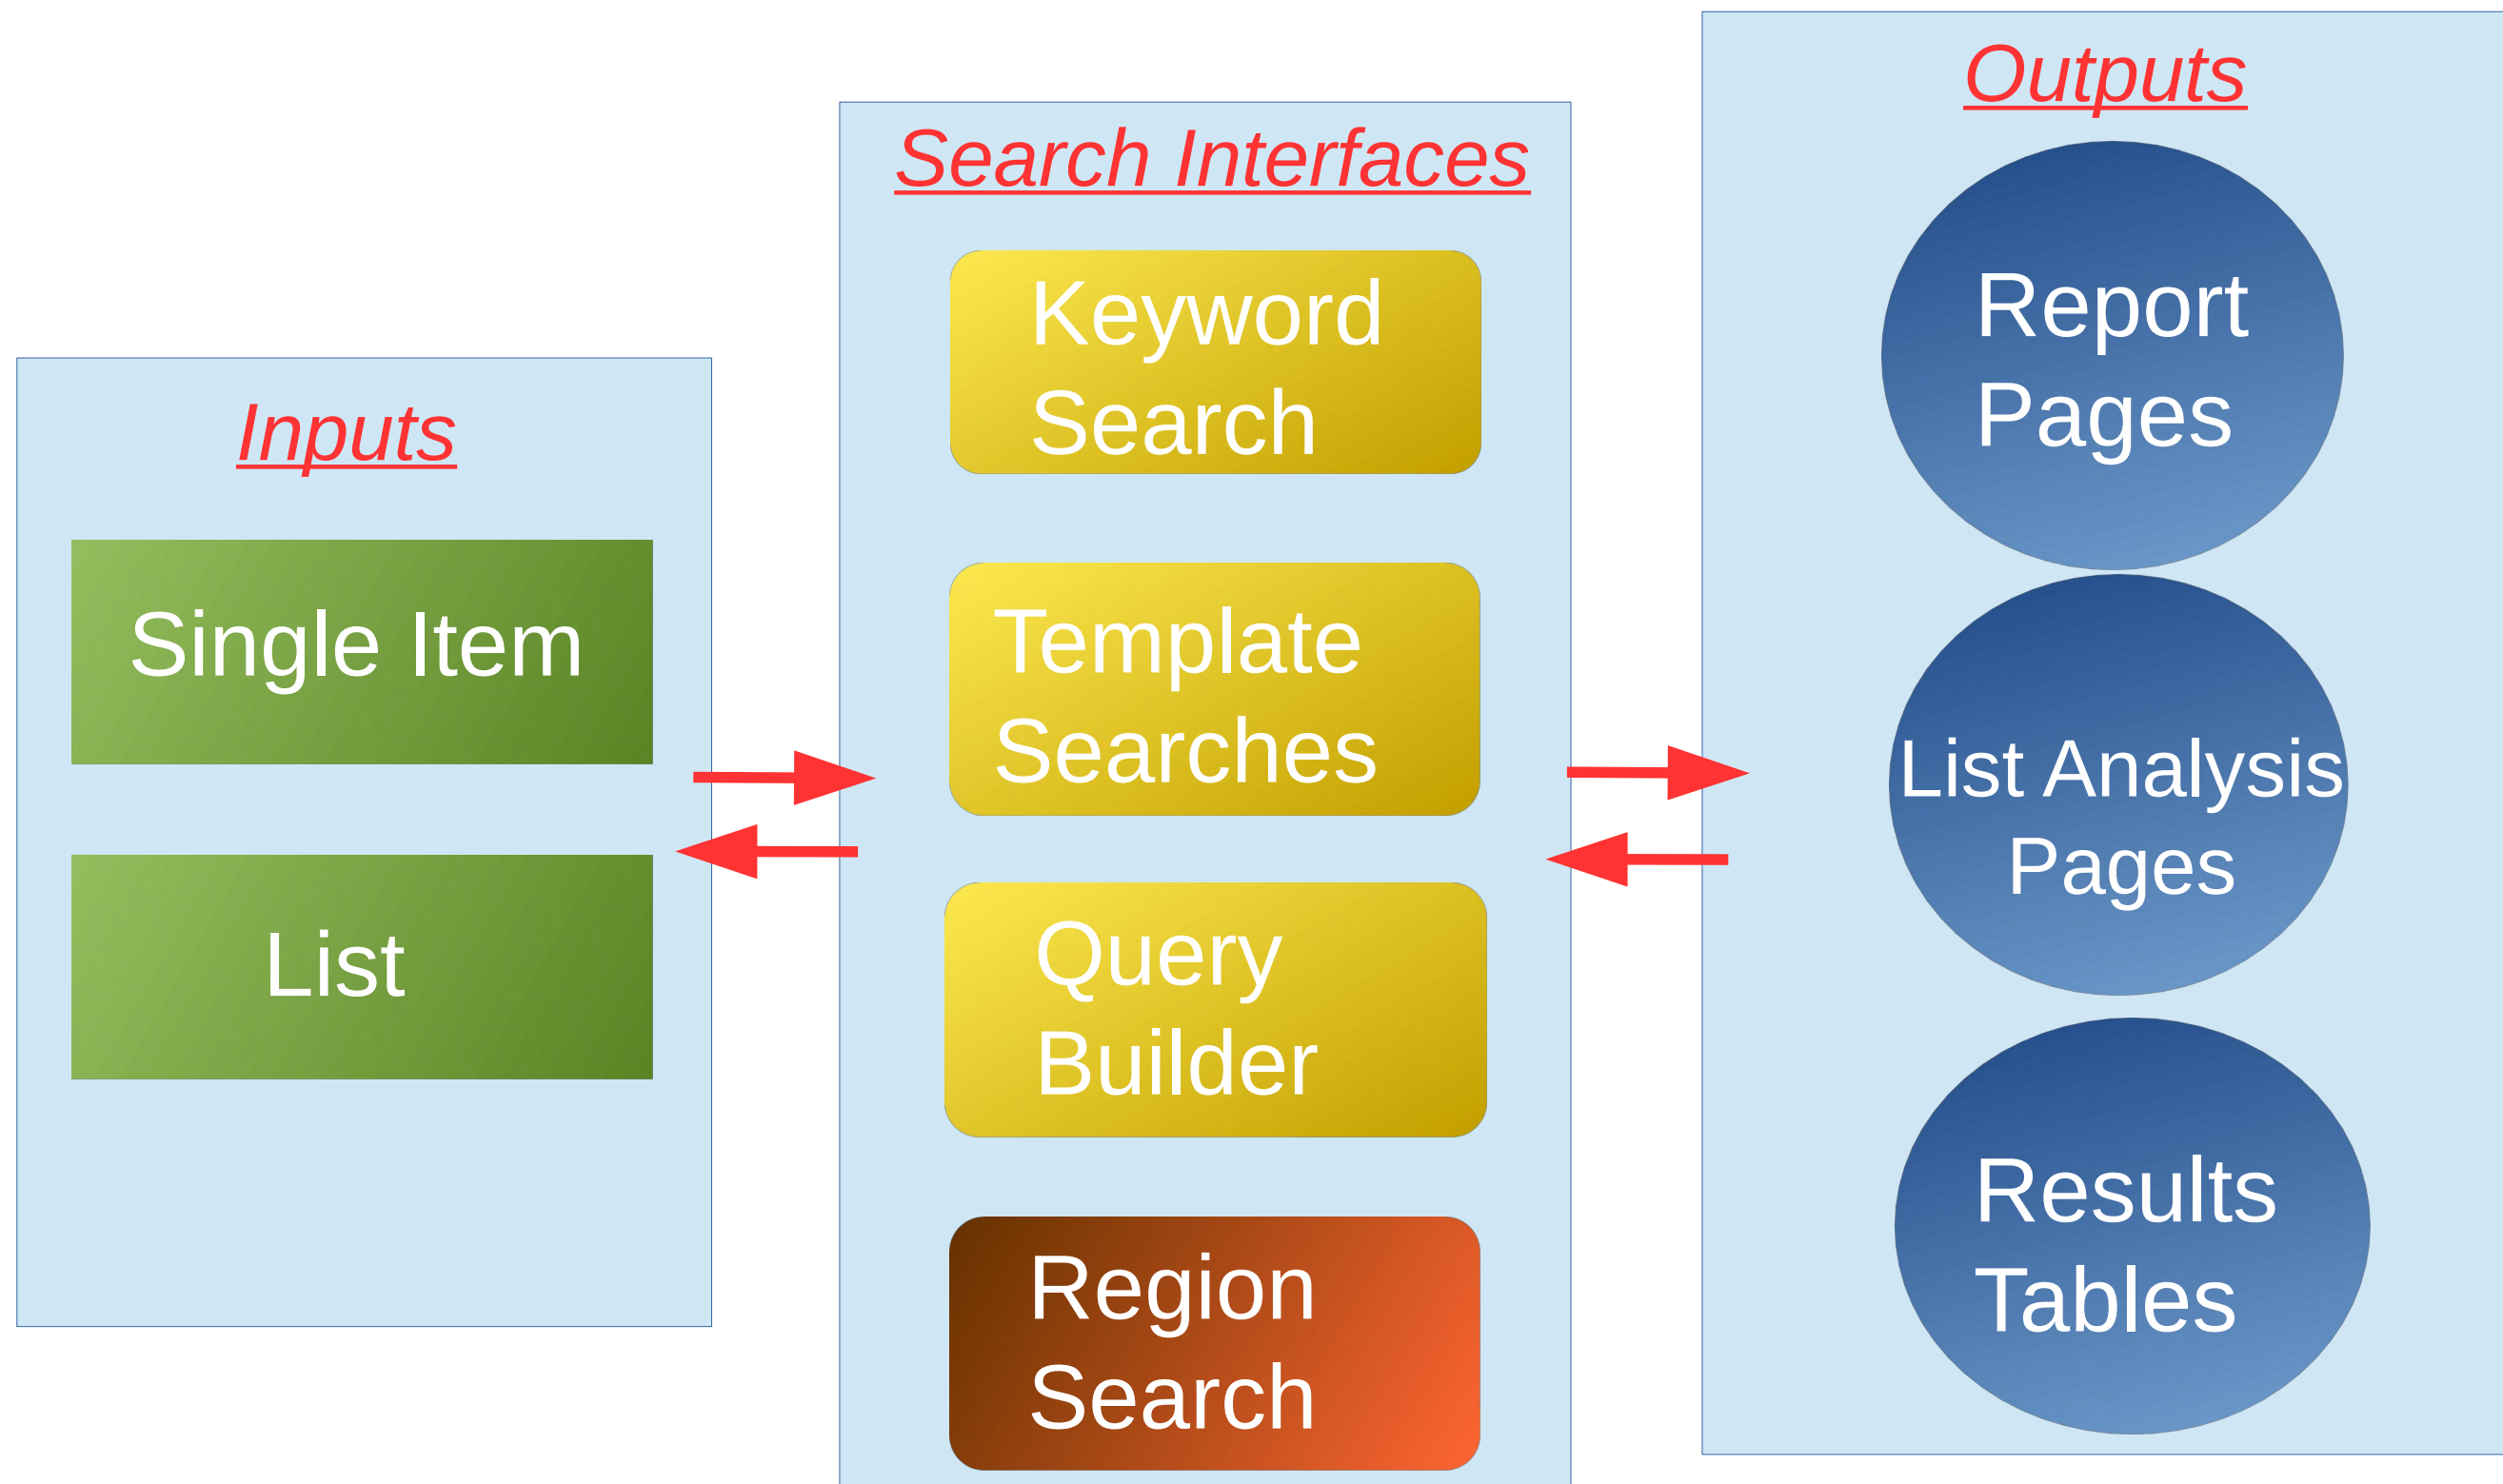 Inputs
Single Item
List
Search Interfaces
Keyword
Search
Template
Searches
Query
Builder
Region
Search
Outputs
Report
Pages
List Analysis
Pages
Results
Tables